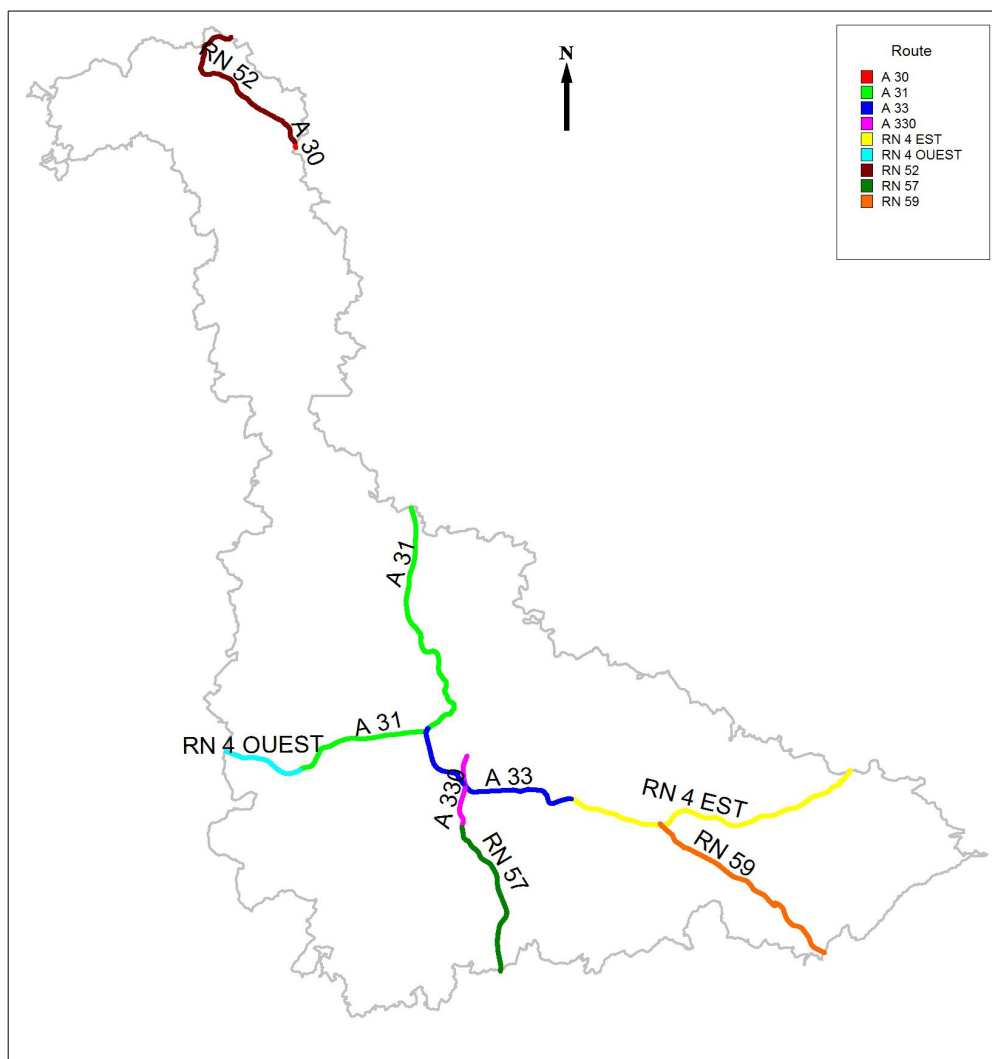 RN 52
A 30
N
Route
A 30
A 31
A 33
A 330
RN 4 EST
RN 4 OUEST
RN 52
RN 57
RN 59
A 31
RN 4 OUEST
A 31
A 330
A 33
RN 4 EST
RN 57
RN 59